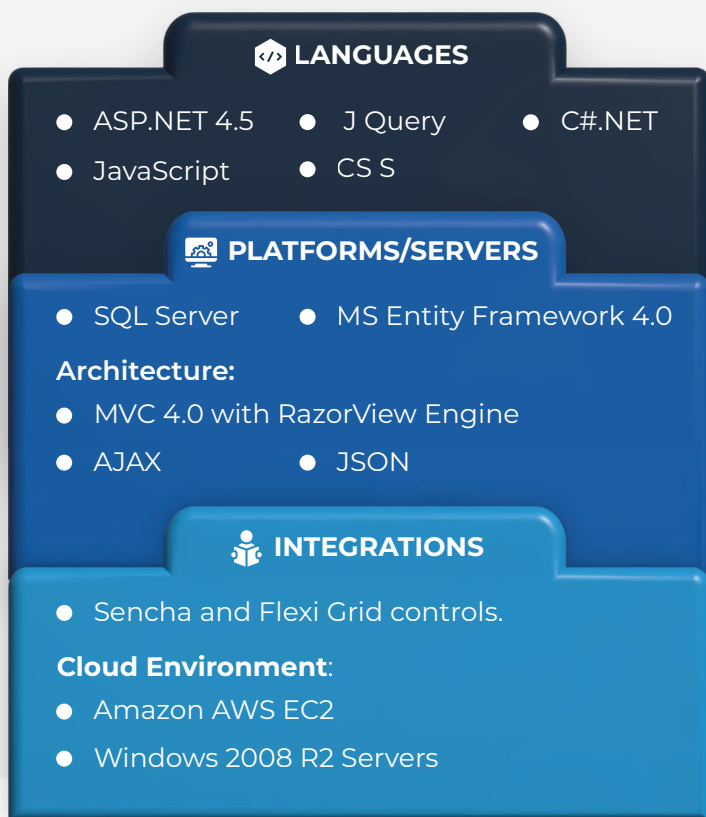 LANGUAGES
● ASP.NET 4.5 ● J Query ● C#.NET
● JavaScript ● CS S
PLATFORMS/SERVERS
● SQL Server ● MS Entity Framework 4.0
Architecture:
● MVC 4.0 with RazorView Engine
● AJAX ● JSON
INTEGRATIONS
● Sencha and Flexi Grid controls.
Cloud Environment:
● Amazon AWS EC2
● Windows 2008 R2 Servers